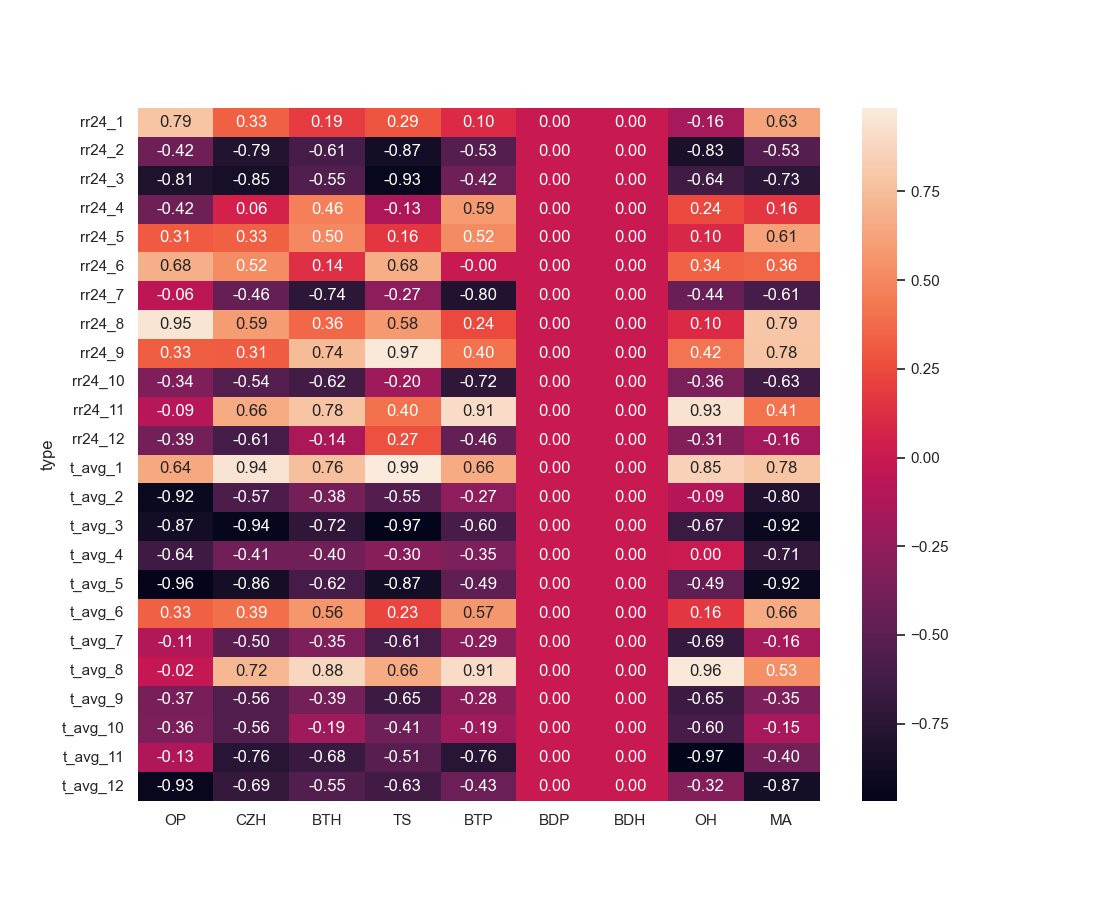 rr24_1 0.79 0.33 0.19 0.29 0.10 0.00 0.00 -0.16 0.63
rr24_2 -0.42 -0.79 -0.61 -0.87 -0.53 0.00 0.00 -0.83 -0.53
rr24_3 -0.81 -0.85 -0.55 -0.93 -0.42 0.00 0.00 -0.64 -0.73
rr24_4 -0.42 0.06 0.46 -0.13 0.59 0.00 0.00 0.24 0.16
rr24_5 0.31 0.33 0.50 0.16 0.52 0.00 0.00 0.10 0.61
rr24_6 0.68 0.52 0.14 0.68 -0.00 0.00 0.00 0.34 0.36
rr24_7 -0.06 -0.46 -0.74 -0.27 -0.80 0.00 0.00 -0.44 -0.61
rr24_8 0.95 0.59 0.36 0.58 0.24 0.00 0.00 0.10 0.79
rr24_9 0.33 0.31 0.74 0.97 0.40 0.00 0.00 0.42 0.78
rr24_10 -0.34 -0.54 -0.62 -0.20 -0.72 0.00 0.00 -0.36 -0.63
rr24_11 -0.09 0.66 0.78 0.40 0.91 0.00 0.00 0.93 0.41
rr24_12 -0.39 -0.61 -0.14 0.27 -0.46 0.00 0.00 -0.31 -0.16
t_avg_1 0.64 0.94 0.76 0.99 0.66 0.00 0.00 0.85 0.78
t_avg_2 -0.92 -0.57 -0.38 -0.55 -0.27 0.00 0.00 -0.09 -0.80
t_avg_3 -0.87 -0.94 -0.72 -0.97 -0.60 0.00 0.00 -0.67 -0.92
t_avg_4 -0.64 -0.41 -0.40 -0.30 -0.35 0.00 0.00 0.00 -0.71
t_avg_5 -0.96 -0.86 -0.62 -0.87 -0.49 0.00 0.00 -0.49 -0.92
t_avg_6 0.33 0.39 0.56 0.23 0.57 0.00 0.00 0.16 0.66
t_avg_7 -0.11 -0.50 -0.35 -0.61 -0.29 0.00 0.00 -0.69 -0.16
t_avg_8 -0.02 0.72 0.88 0.66 0.91 0.00 0.00 0.96 0.53
t_avg_9 -0.37 -0.56 -0.39 -0.65 -0.28 0.00 0.00 -0.65 -0.35
t_avg_10 -0.36 -0.56 -0.19 -0.41 -0.19 0.00 0.00 -0.60 -0.15
t_avg_11 -0.13 -0.76 -0.68 -0.51 -0.76 0.00 0.00 -0.97 -0.40
t_avg_12 -0.93 -0.69 -0.55 -0.63 -0.43 0.00 0.00 -0.32 -0.87
OP CZH BTH TS BTP BDP BDH OH MA
type
0.75
0.50
0.25
0.00
−0.25
−0.50
−0.75